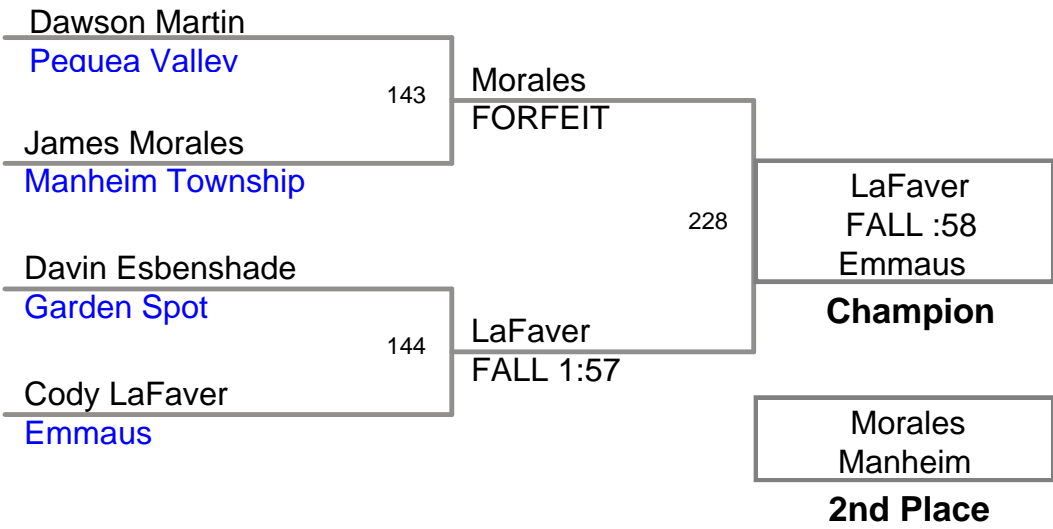 Dawson Martin
Pequea Valley
143
James Morales
Manheim Township
Morales
FORFEIT
Davin Esbenshade
Garden Spot
144
Cody LaFaver
Emmaus
LaFaver
FALL 1:57
228
LaFaver
FALL :58
Emmaus
Champion
Morales
Manheim
2nd Place